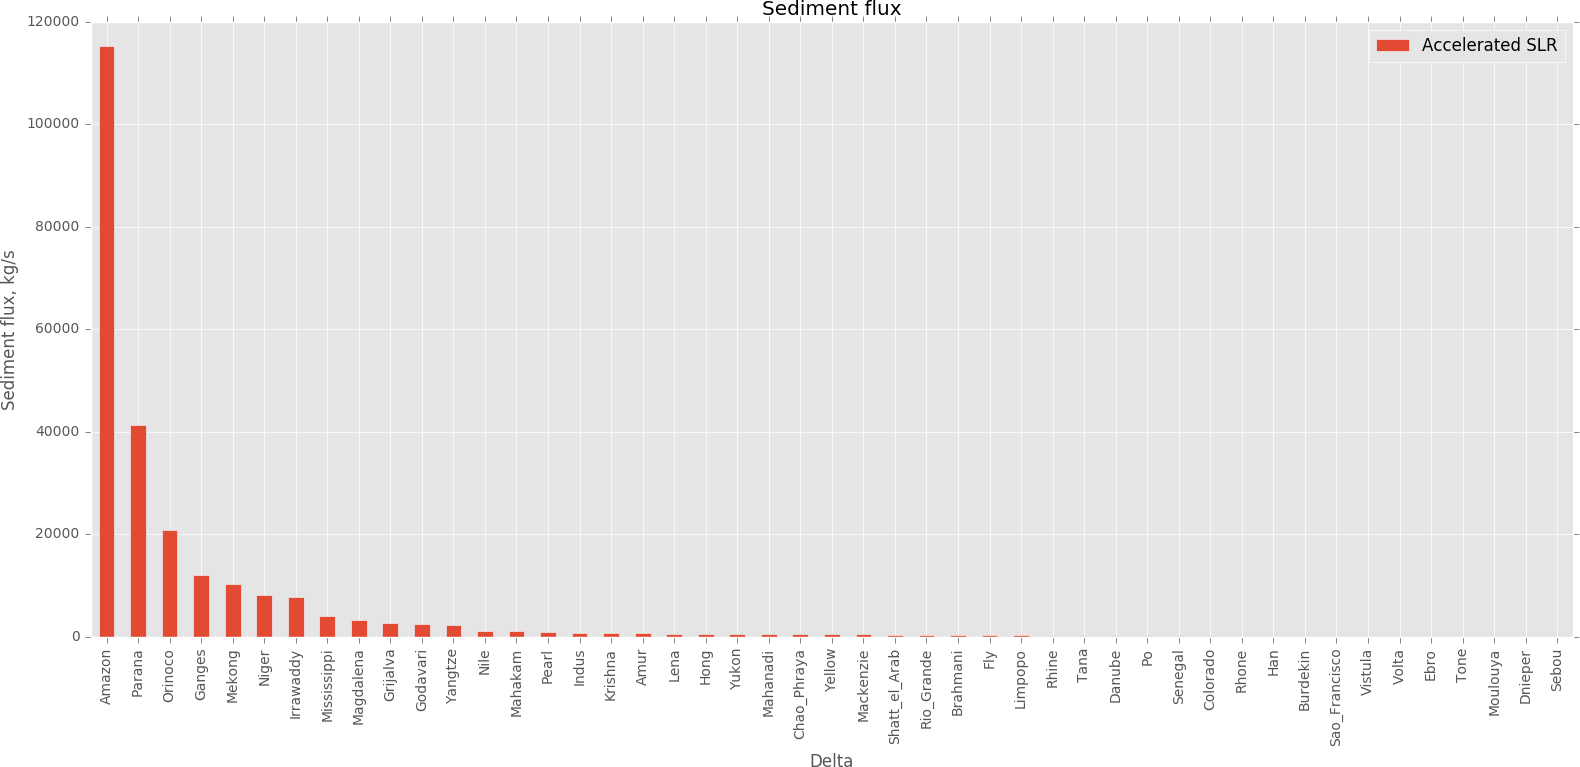 Sediment flux
Accelerated SLR
Sediment flux, kg/s
120000
100000
80000
60000
40000
20000
0
Amazon
Parana
Orinoco
Ganges
Mekong
Niger
Irrawaddy
Mississippi
Magdalena
Grijalva
Godavari
Yangtze
Nile
Mahakam
Pearl
Indus
Krishna
Amur
Lena
Hong
Yukon
Mahanadi
Chao_Phraya
Yellow
Mackenzie
Shatt_el_Arab
Rio_Grande
Brahmani
Fly
Limpopo
Rhine
Tana
Danube
Po
Senegal
Colorado
Rhone
Han
Burdekin
Sao_Francisco
Vistula
Volta
Ebro
Tone
Moulouya
Dnieper
Sebou
Delta